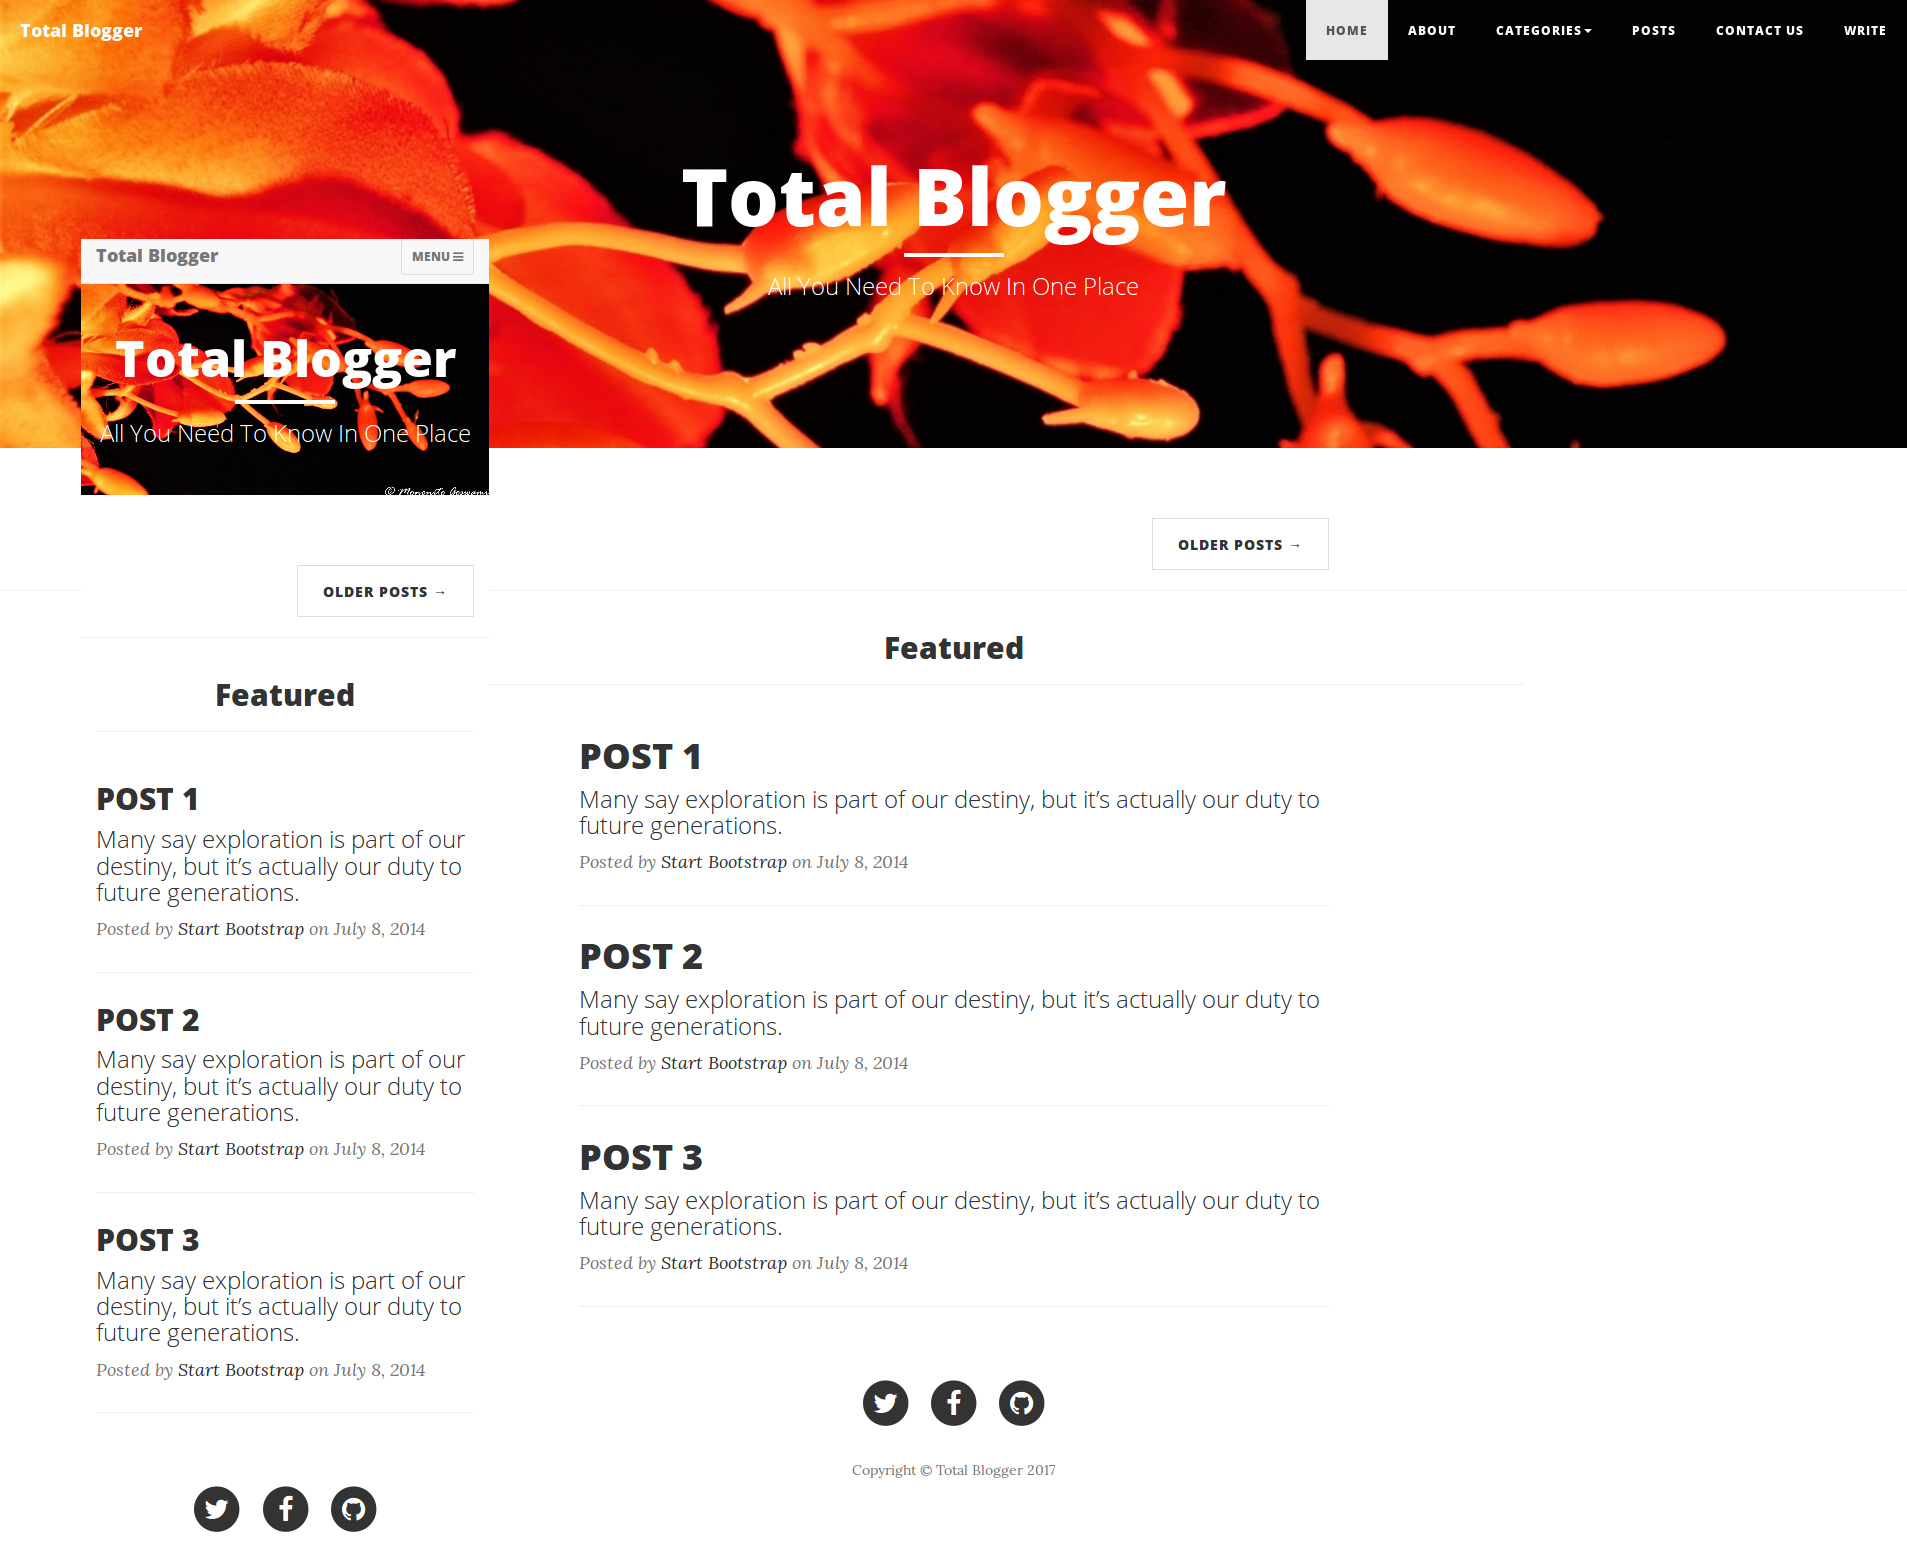 Total Blogger
HOME ABOUT CATEGORIES POSTS CONTACT US WRITE
Total Blogger
All You Need To Know In One Place
OLDER POSTS →
Featured
POST 1
Many say exploration is part of our destiny, but it’s actually our duty to
future generations.
Posted by Start Bootstrap on July 8, 2014
POST 2
Many say exploration is part of our destiny, but it’s actually our duty to
future generations.
Posted by Start Bootstrap on July 8, 2014
POST 3
Many say exploration is part of our destiny, but it’s actually our duty to
future generations.
Posted by Start Bootstrap on July 8, 2014
Copyright © Total Blogger 2017
Total Blogger
MENU
Total Blogger
All You Need To Know In One Place
OLDER POSTS →
Featured
POST 1
Many say exploration is part of our
destiny, but it’s actually our duty to
future generations.
Posted by Start Bootstrap on July 8, 2014
POST 2
Many say exploration is part of our
destiny, but it’s actually our duty to
future generations.
Posted by Start Bootstrap on July 8, 2014
POST 3
Many say exploration is part of our
destiny, but it’s actually our duty to
future generations.
Posted by Start Bootstrap on July 8, 2014